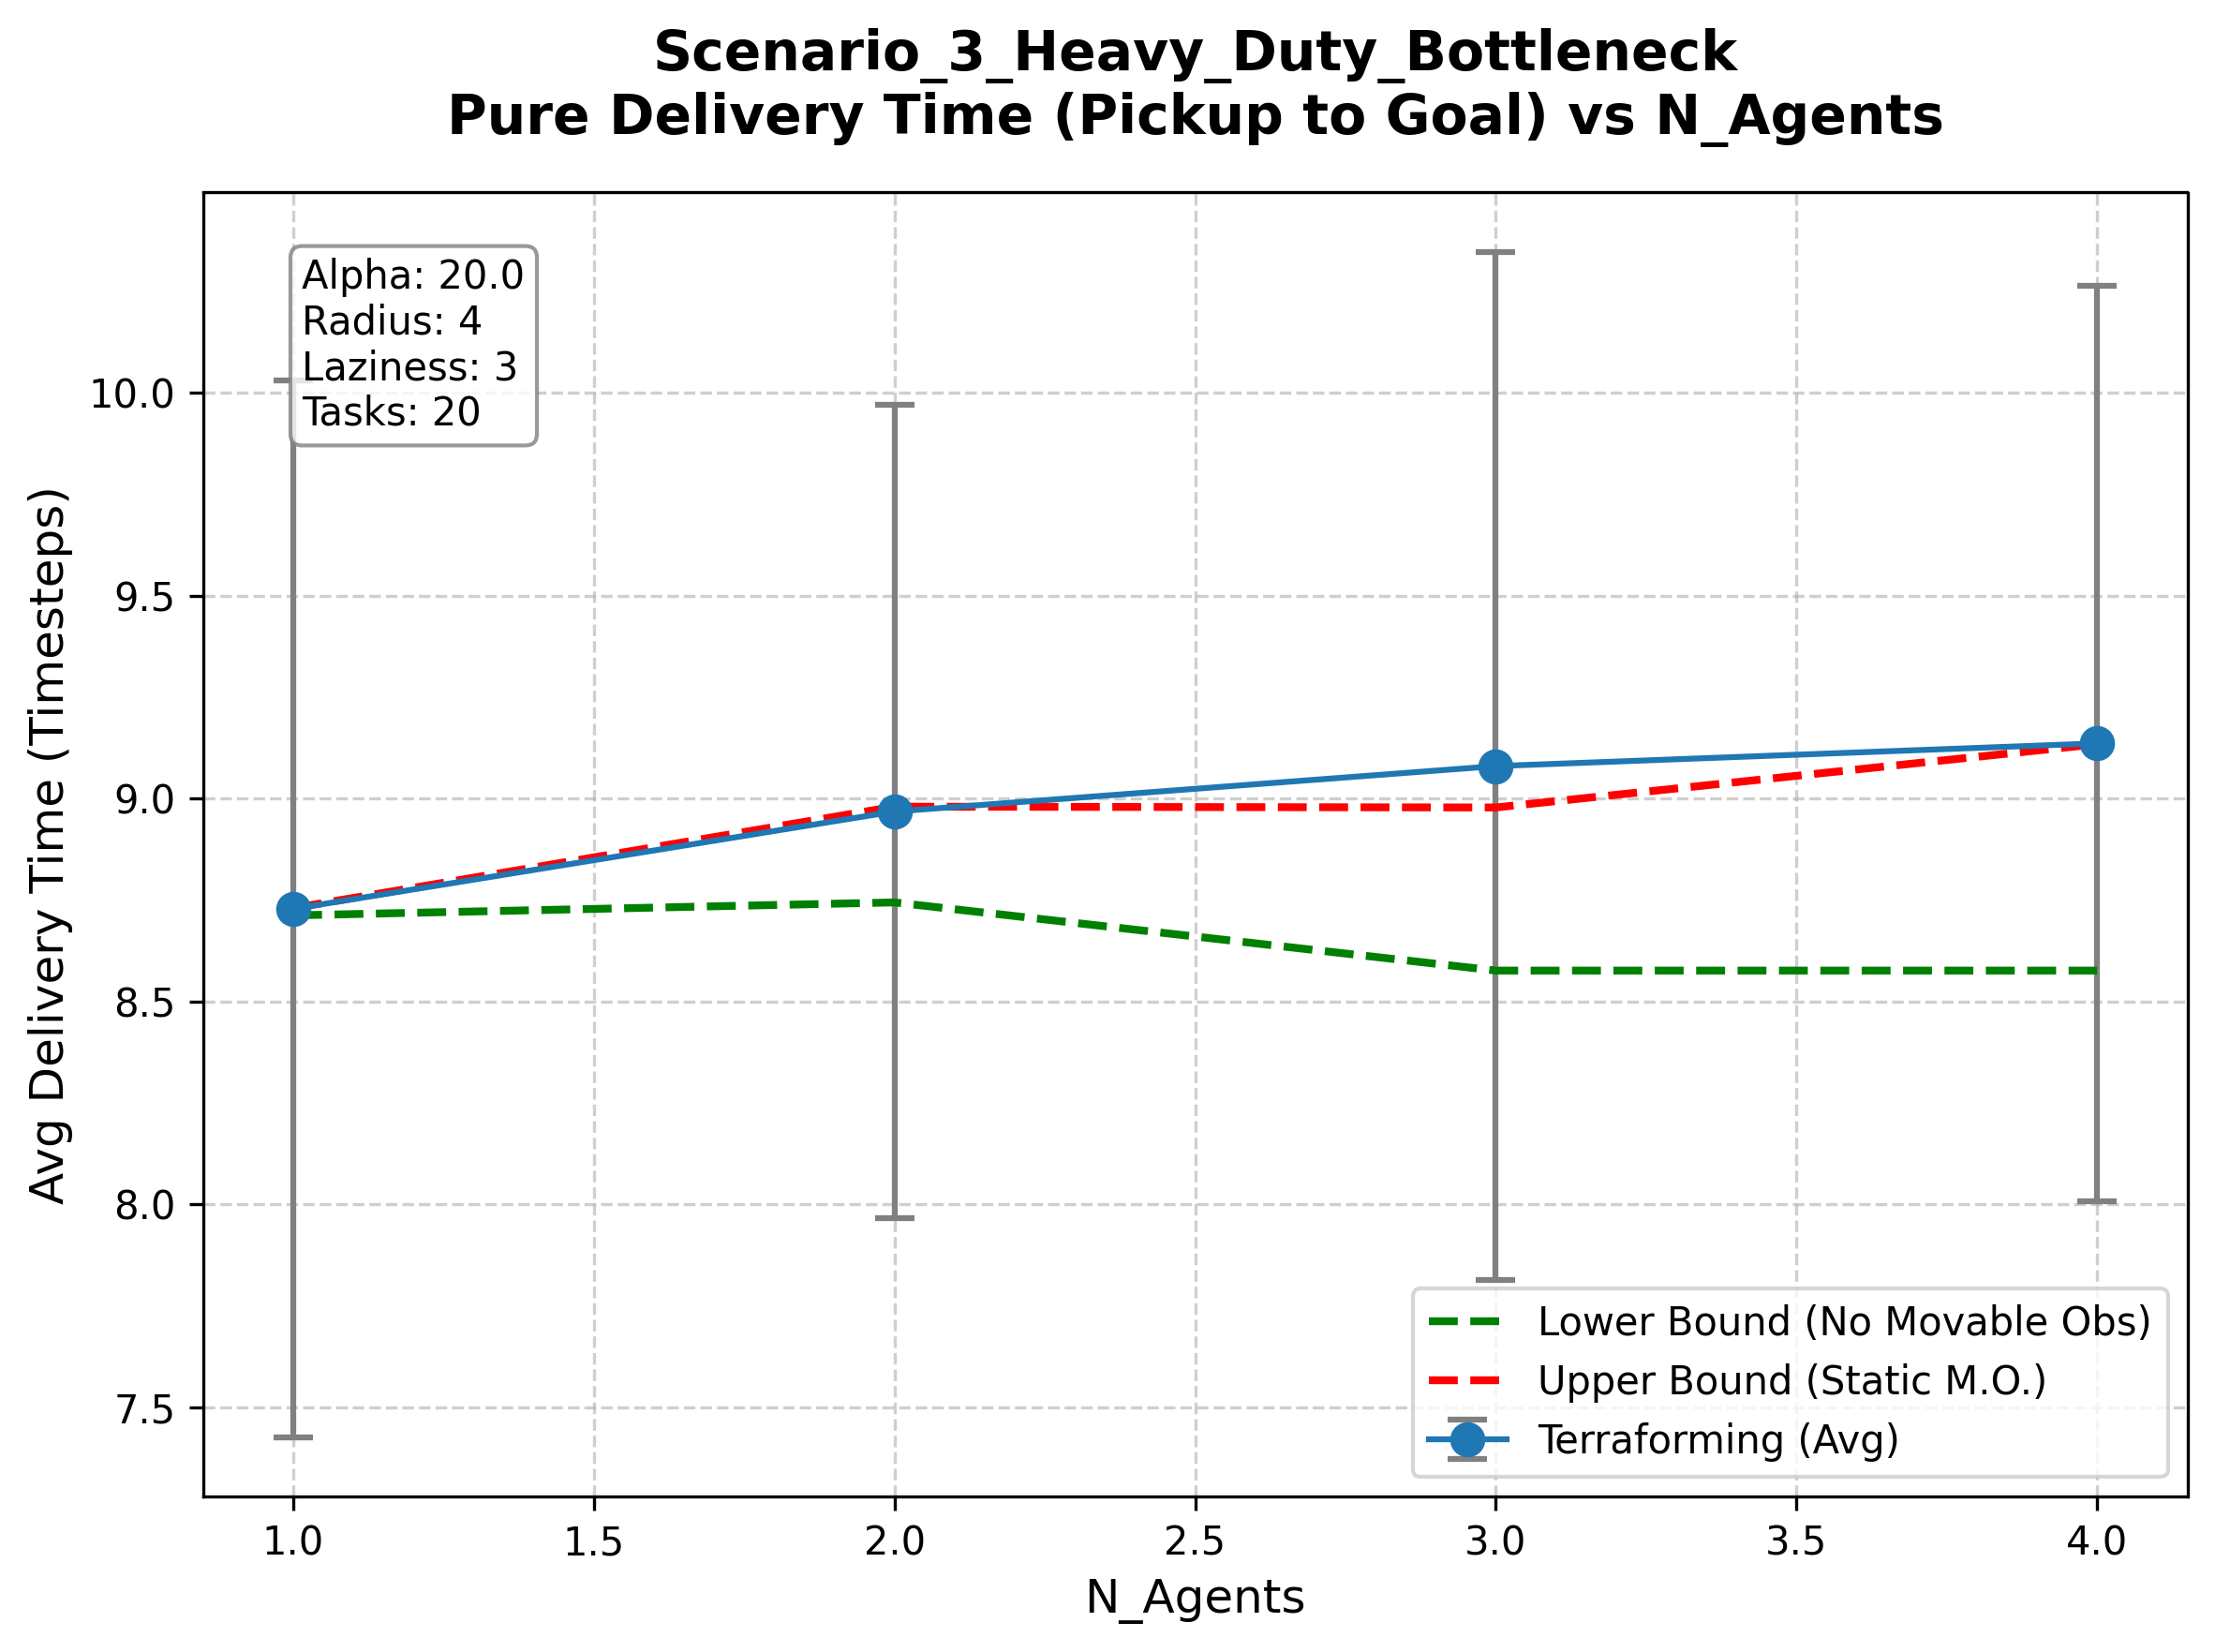 Scenario_3_Heavy_Duty_Bottleneck
Pure Delivery Time (Pickup to Goal) vs N_Agents
Alpha: 20.0
Radius: 4
Laziness: 3
Tasks: 20
Avg Delivery Time (Timesteps)
10.0
9.5
9.0
8.5
8.0
7.5
Lower Bound (No Movable Obs)
Upper Bound (Static M.O.)
Terraforming (Avg)
1.0 1.5 2.0 2.5 3.0 3.5 4.0
N_Agents